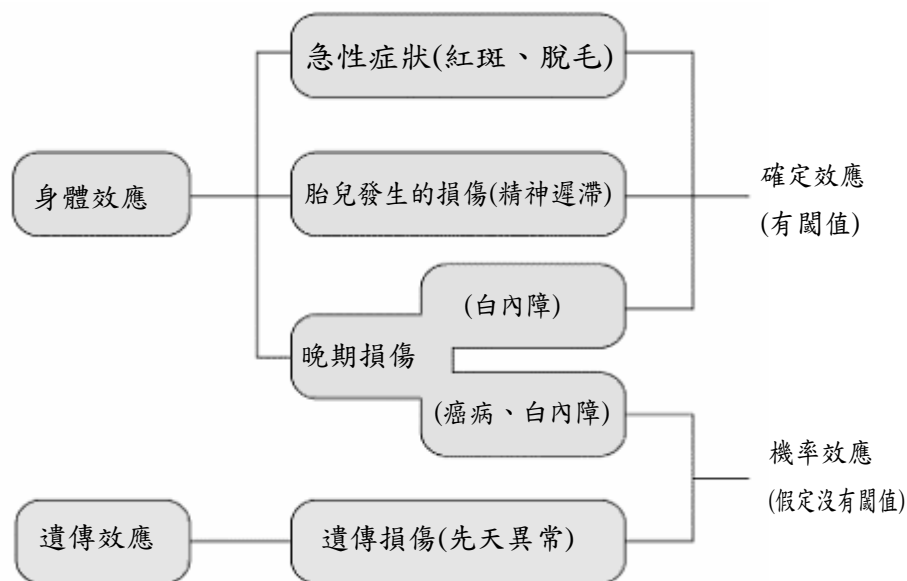 急性症狀(紅斑、脫毛)
身體效應
胎兒發生的損傷(精神遲滯)
確定效應
(有閾值)
(白內障)
晚期損傷
(癌病、白內障)
機率效應
(假定沒有閾值)
遺傳效應
遺傳損傷(先天異常)